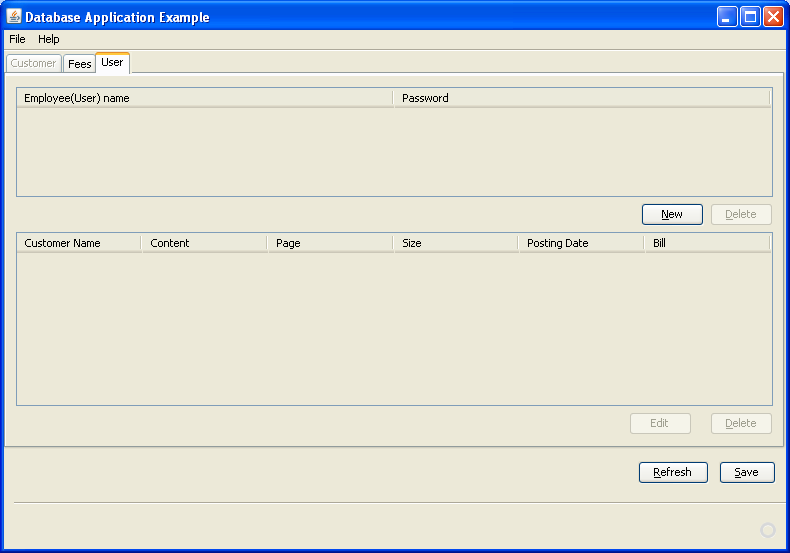 Database Application Example
File Help
Customer Fees User
Employee(User) name Password
New Delete
Customer Name Content Page Size Posting Date Bill
Edit Delete
Refresh Save